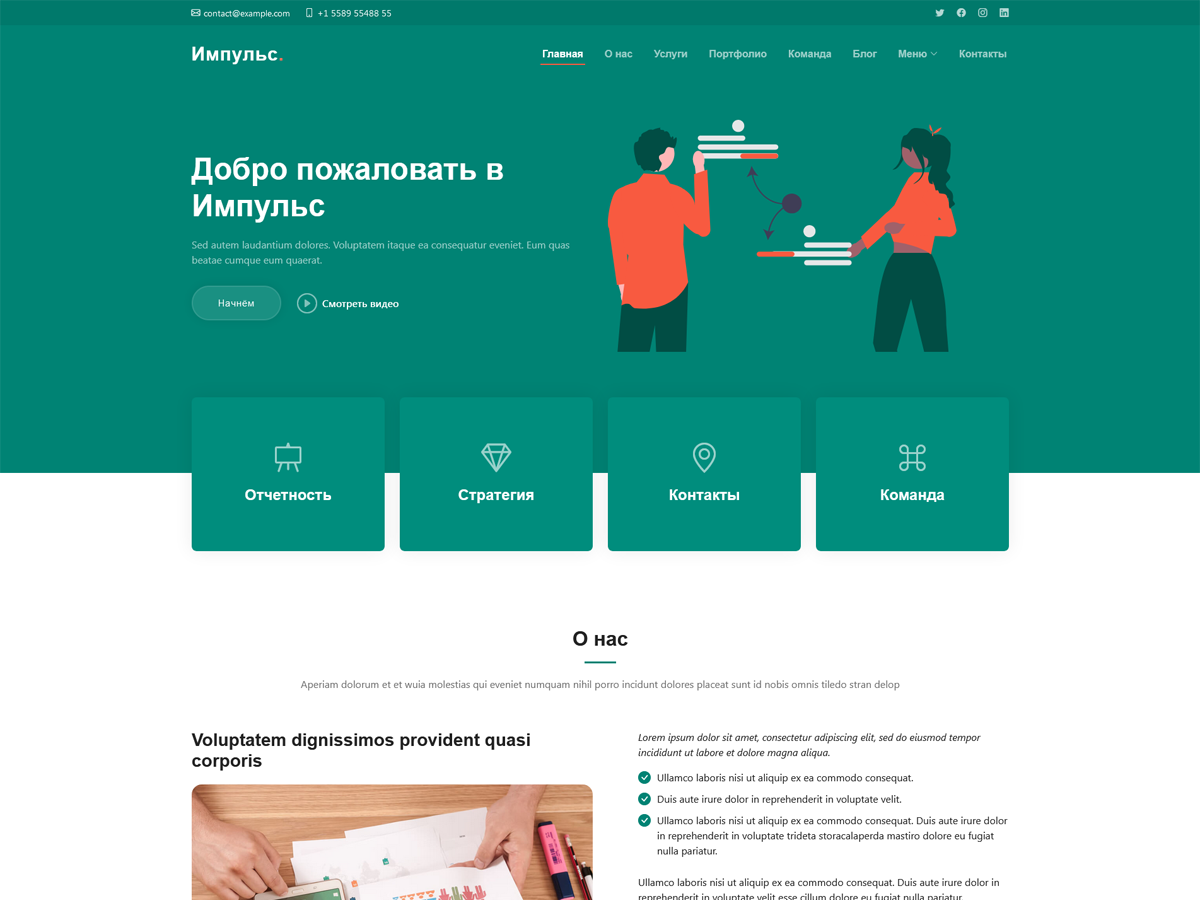 contact@example.com +1 5589 55488 55
Импульс.
Главная О нас Услуги Портфолио Команда Блог Меню Контакты
Добро пожаловать в
Импульс
Sed autem laudantium dolores. Voluptatem itaque ea consequatur eveniet. Eum quas
beatae cumque eum quaerat.
Начнём Смотреть видео
Отчетность Стратегия Контакты Команда
О нас
Aperiam dolorum et et wuia molestias qui eveniet numquam nihil porro incidunt dolores placeat sunt id nobis omnis tiledo stran delop
Voluptatem dignissimos provident quasi
corporis
Lorem ipsum dolor sit amet, consectetur adipiscing elit, sed do eiusmod tempor
incididunt ut labore et dolore magna aliqua.
Ullamco laboris nisi ut aliquip ex ea commodo consequat.
Duis aute irure dolor in reprehenderit in voluptate velit.
Ullamco laboris nisi ut aliquip ex ea commodo consequat. Duis aute irure dolor
in reprehenderit in voluptate trideta storacalaperda mastiro dolore eu fugiat
nulla pariatur.
Ullamco laboris nisi ut aliquip ex ea commodo consequat. Duis aute irure dolor in
reprehenderit in voluptate velit esse cillum dolore eu fugiat nulla pariatur.